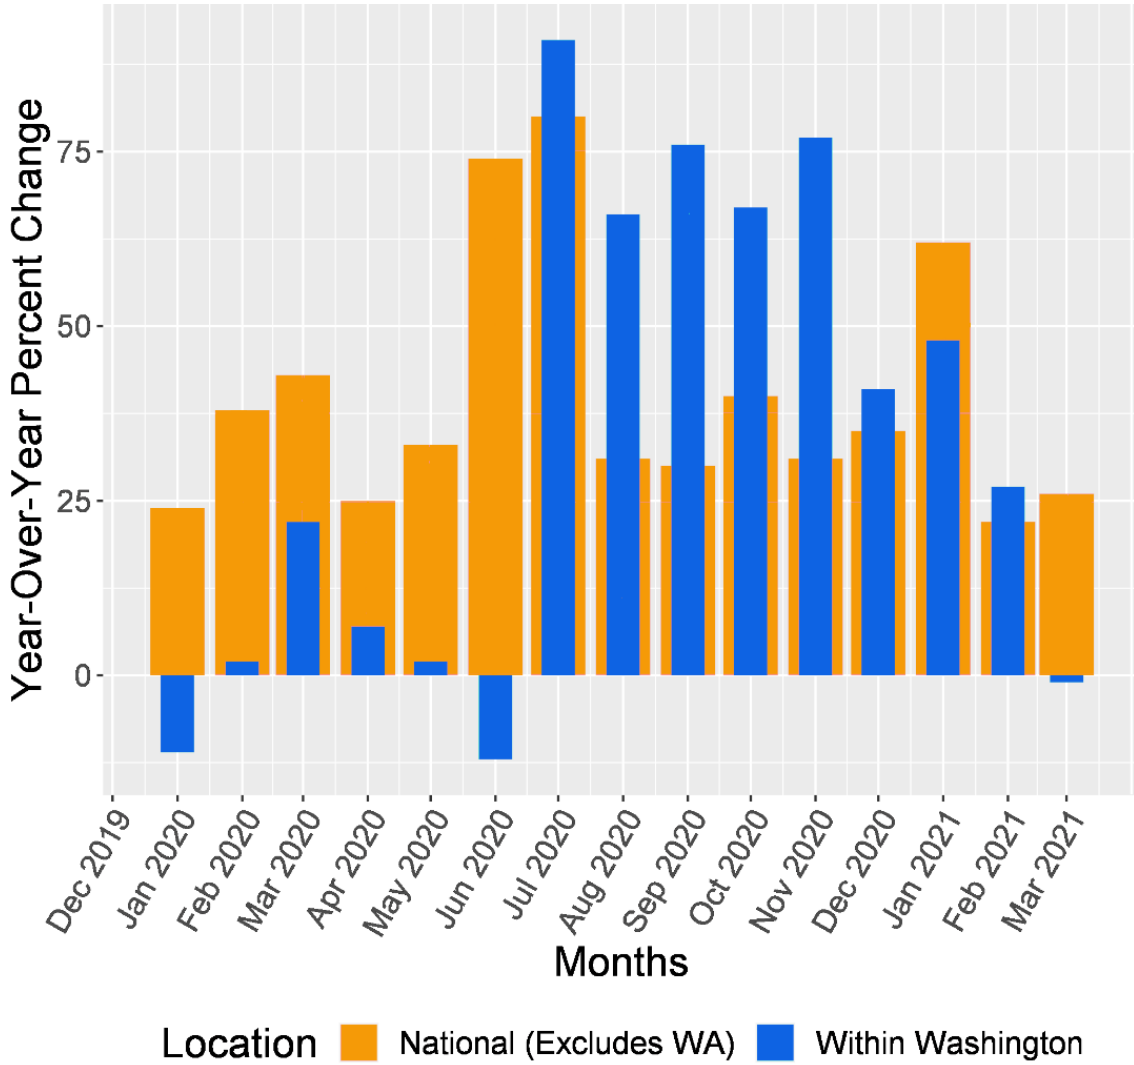 Year-Over-Year Percent Change
75
50
25
0
Dec 2019
Jan 2020
Feb 2020
Mar 2020
Apr 2020
May 2020
Jun 2020
Jul 2020
Aug 2020
Sep 2020
Oct 2020
Nov 2020
Dec 2020
Jan 2021
Feb 2021
Mar 2021
Months
Location National (Excludes WA) Within Washington